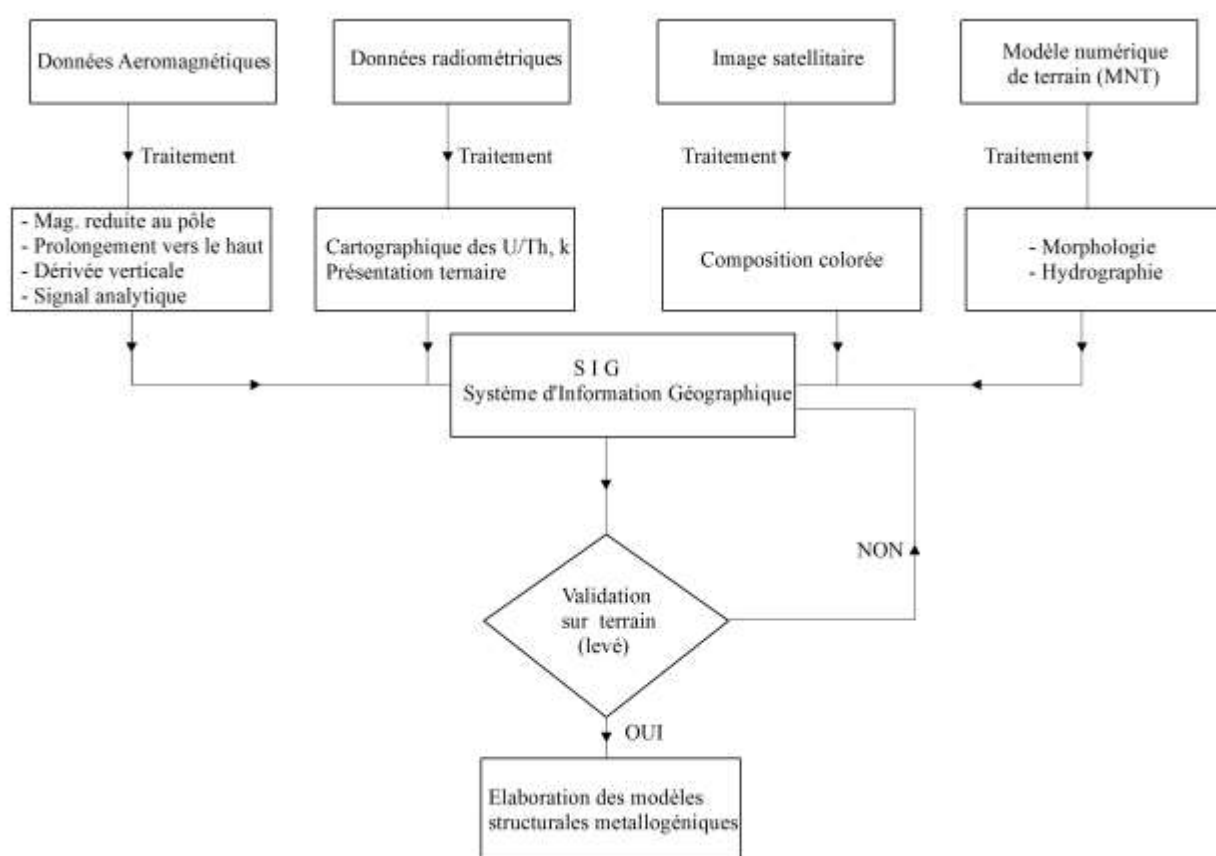 Données Aeromagnétiques
Données radiométriques
Image satellitaire
Modèle numérique
de terrain (MNT)
Traitement
Traitement
Traitement
Traitement
- Mag. reduite au pôle
- Prolongement vers le haut
- Dérivée verticale
- Signal analytique
Cartographique des U/Th, k
Présentation ternaire
Composition colorée
- Morphologie
- Hydrographie
S I G
Système d'Information Géographique
Validation
sur terrain
(levé)
NON
OUI
Elaboration des modèles
structurales metallogéniques